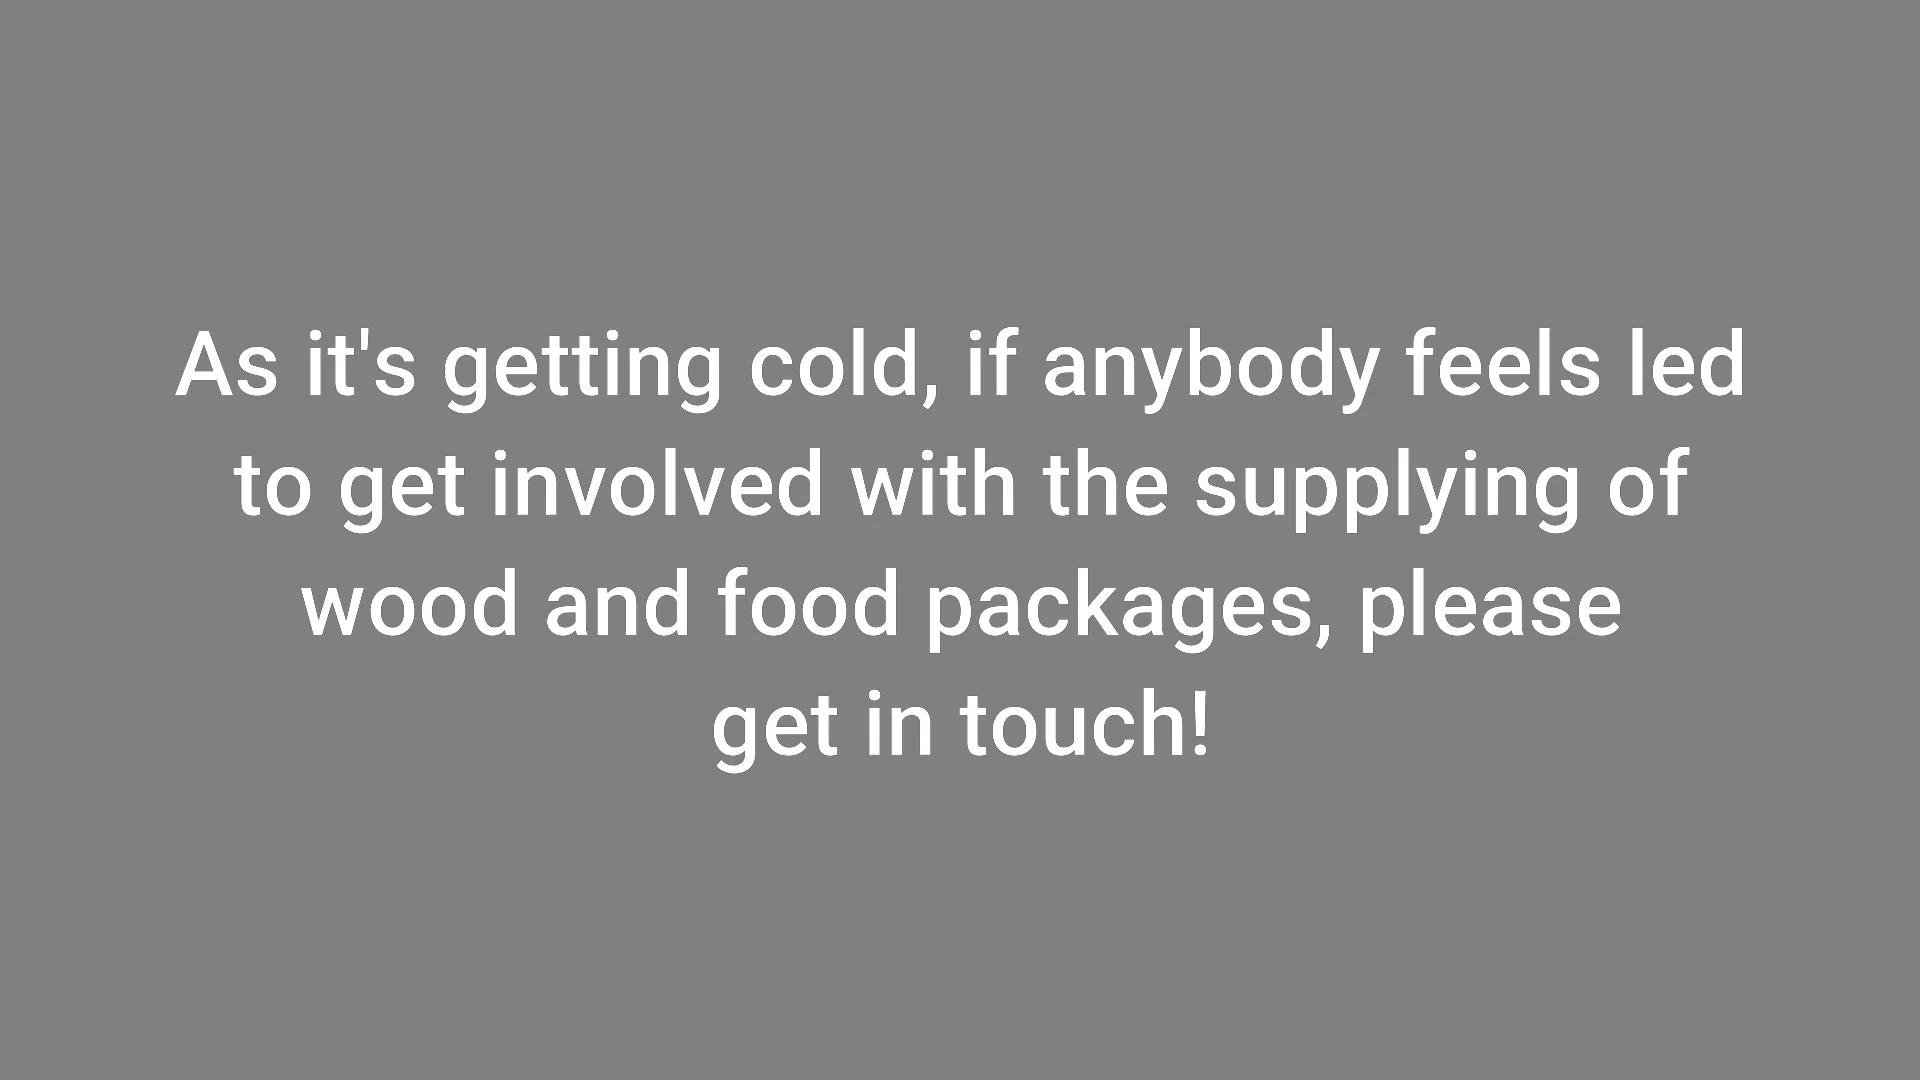 As it's getting cold, if anybody feels led
to get involved with the supplying of
wood and food packages, please
get in touch!